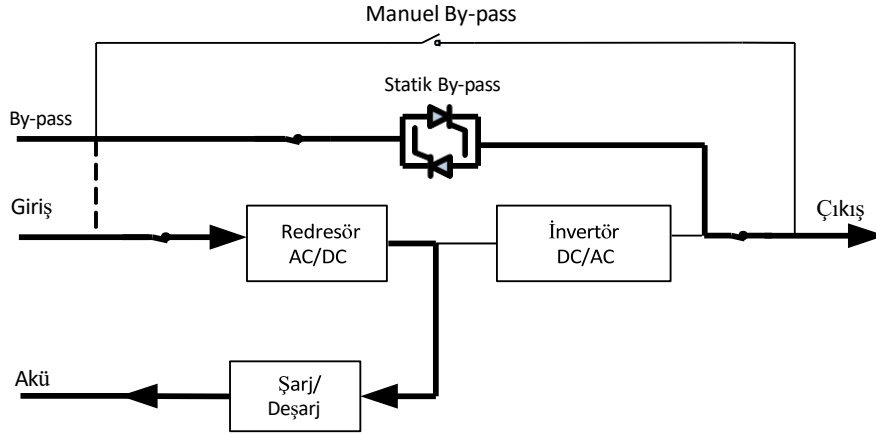 Manuel By-pass
Statik By-pass
By-pass
Giriş
Redresör
AC/DC
İnvertör
DC/AC
Çıkış
Akü
Şarj/
Deşarj